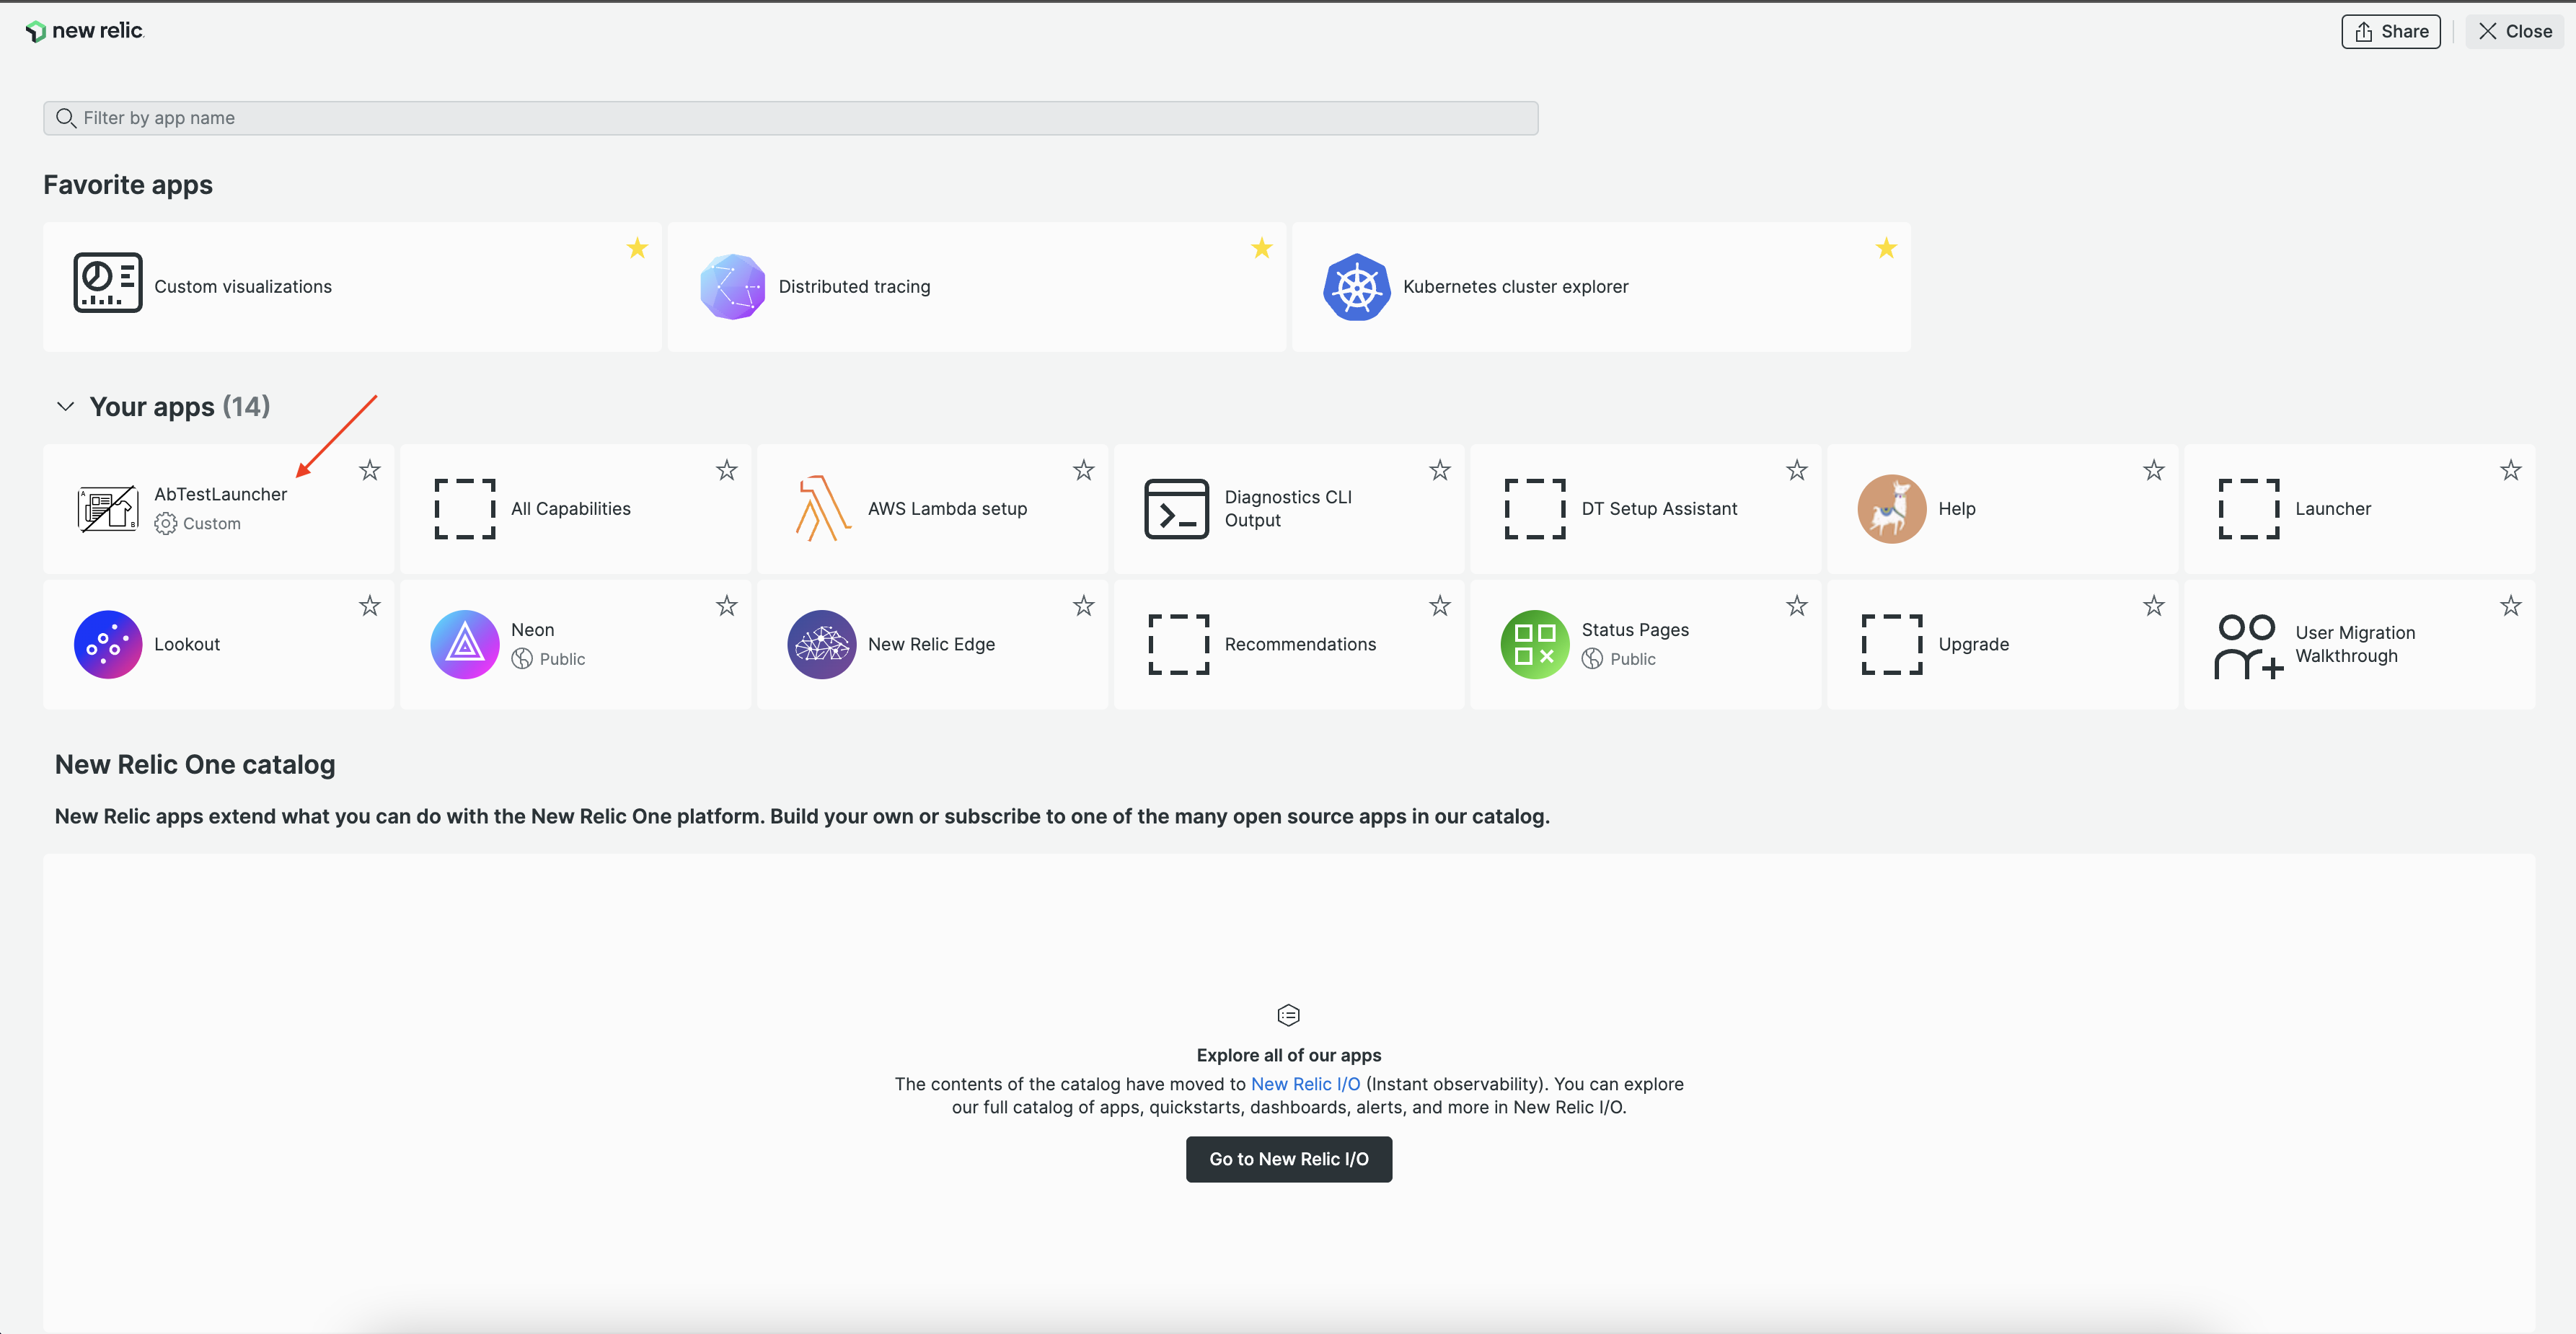 new relic.
Share
Close
Filter by app name
Favorite apps
Custom visualizations
Distributed tracing
Kubernetes cluster explorer
Your apps (14)
AbTestLauncher
Custom
All Capabilities
AWS Lambda setup
Diagnostics CLI
Output
DT Setup Assistant
Help
Launcher
Lookout
Neon
Public
New Relic Edge
Recommendations
Status Pages
Public
Upgrade
User Migration
Walkthrough
New Relic One catalog
New Relic apps extend what you can do with the New Relic One platform. Build your own or subscribe to one of the many open source apps in our catalog.
Explore all of our apps
The contents of the catalog have moved to New Relic I/O (Instant observability). You can explore
our full catalog of apps, quickstarts, dashboards, alerts, and more in New Relic I/O.
Go to New Relic I/O